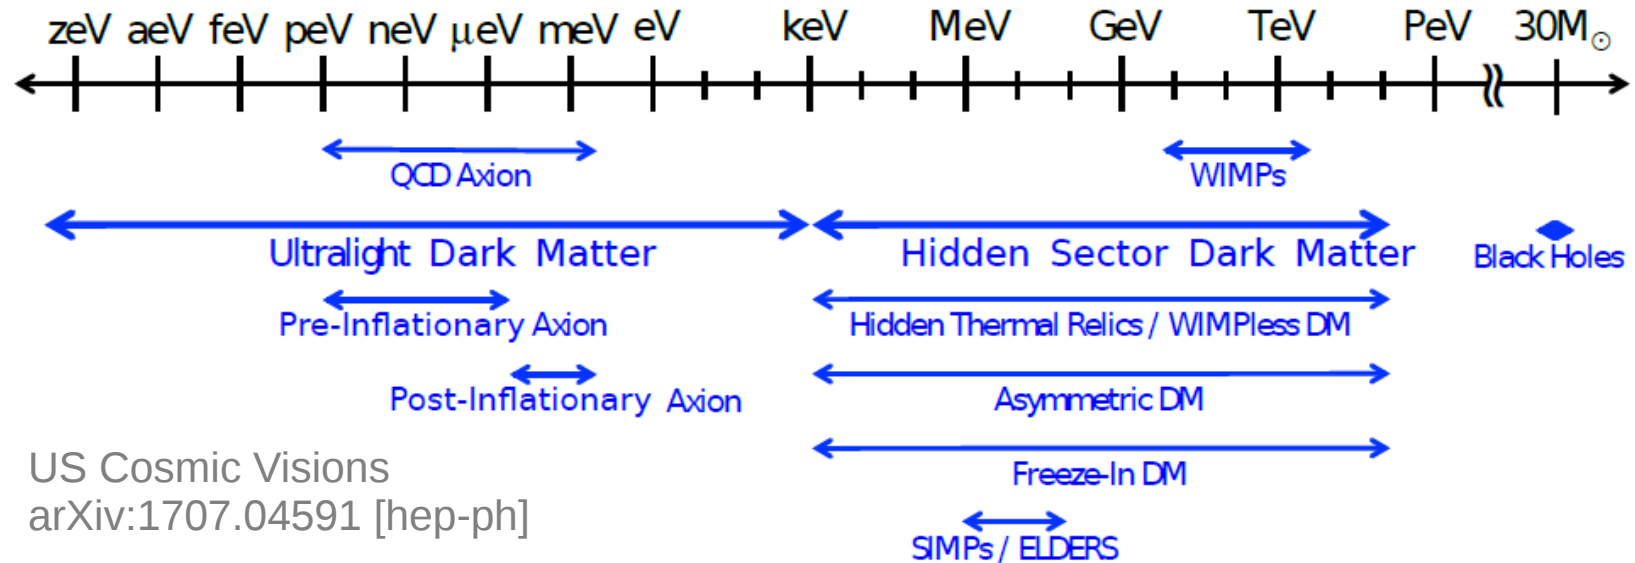 zeV aeV feV peV neV μeV meV eV keV MeV GeV TeV PeV 30M☉
QCD Axion WIMPs
Ultralight Dark Matter Hidden Sector Dark Matter Black Holes
Pre-Inflationary Axion Hidden Thermal Relics / WIMPless DM
Post-Inflationary Axion Asymmetric DM
US Cosmic Visions
Freeze-In DM
arXiv:1707.04591 [hep-ph]
SIMPs / ELDERS